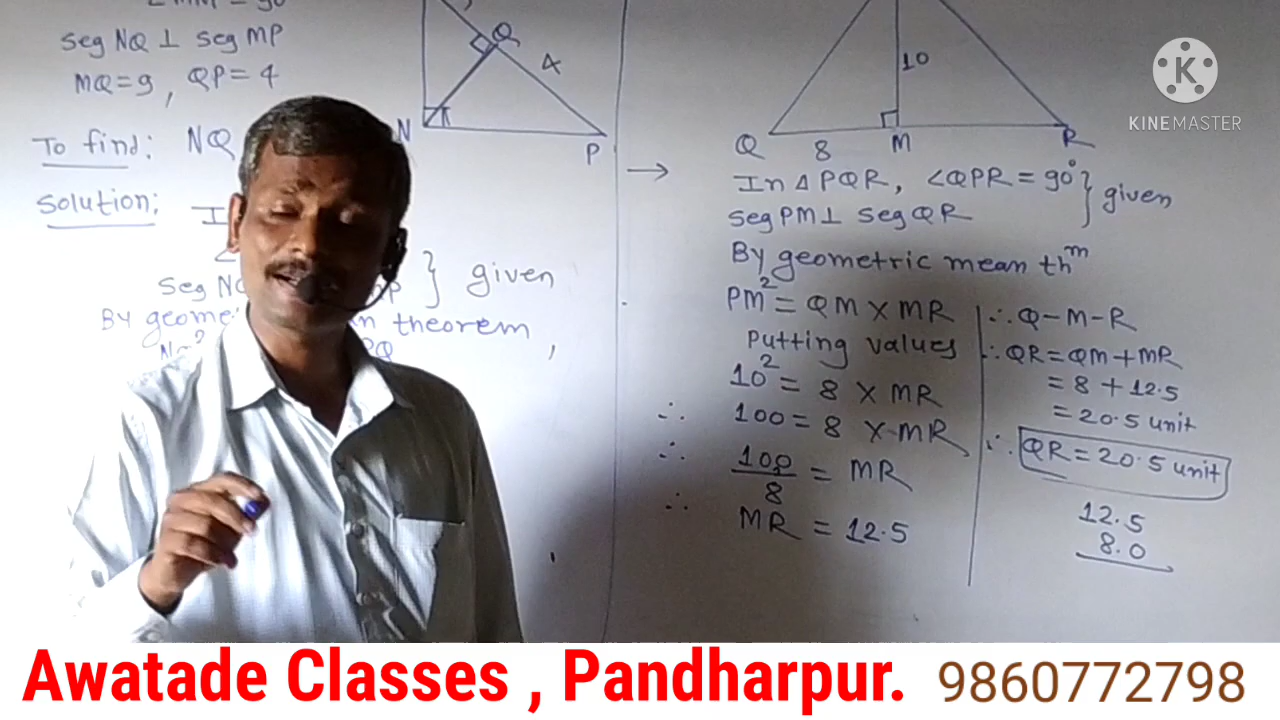 seg NQ ⊥ seg MP
MQ = 9, QP = 4
To find: NQ
Solution:
seg
} given
By theorem,
Q
4
N
P
10
Q
8
M
R
→ In △ PQR, ∠QPR = 90°
seg PM ⊥ seg QR
} given
By geometric mean thm
PM² = QM × MR
Putting values
10² = 8 × MR
∴ 100 = 8 × MR
∴ 100/8 = MR
∴ MR = 12.5
∴ Q-M-R
∴ QR = QM + MR
= 8 + 12.5
= 20.5 unit
∴ QR = 20.5 unit
12.5
8.0
K
KINEMASTER
Awatade Classes , Pandharpur. 9860772798